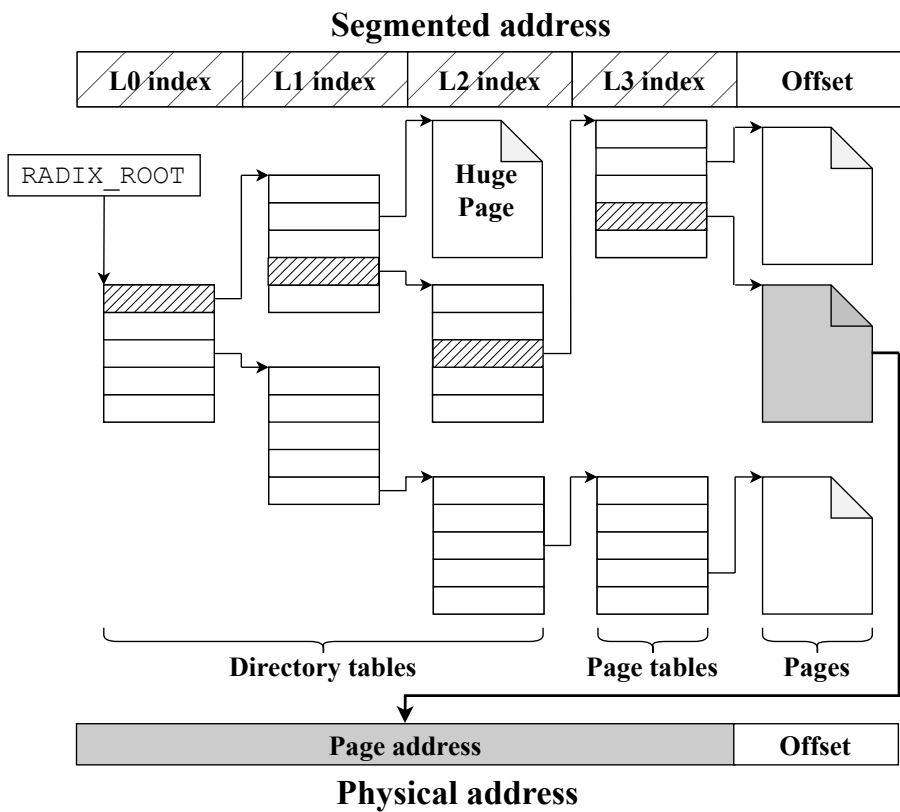 Segmented address
L0 index
L1 index
L2 index
L3 index
Offset
RADIX_ROOT
Huge
Page
Directory tables
Page tables
Pages
Page address
Offset
Physical address